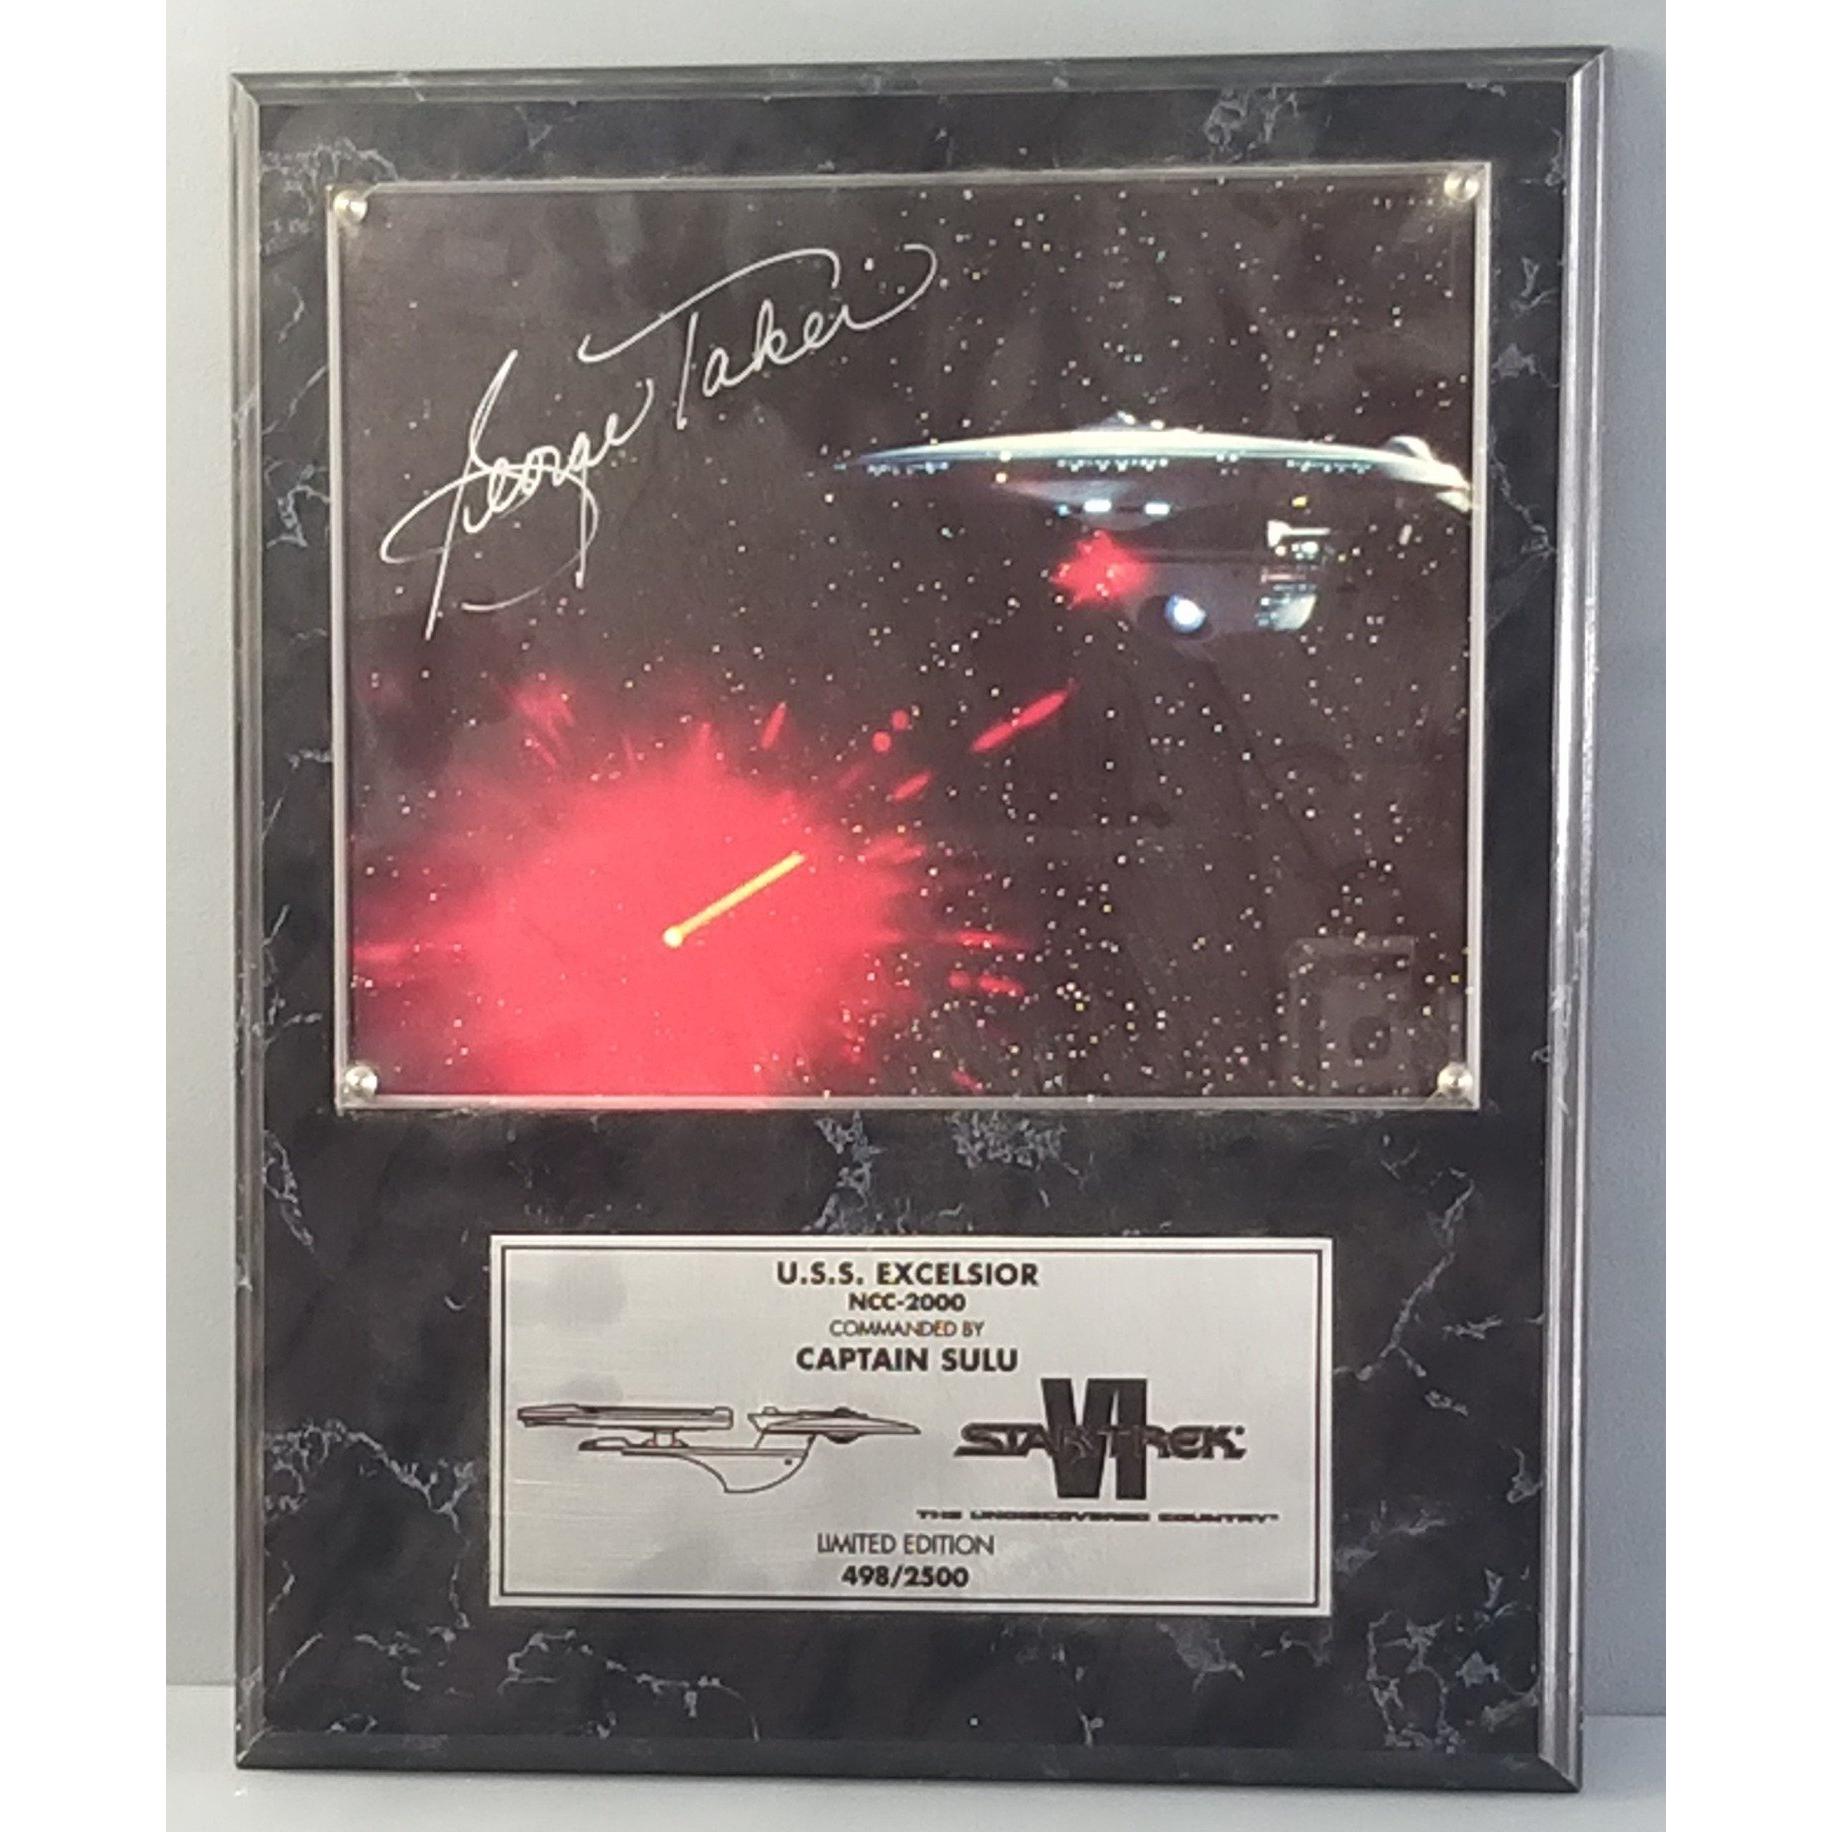 George Takei
U.S.S. EXCELSIOR
NCC-2000
COMMANDED BY
CAPTAIN SULU
VI
STAR TREK
THE UNDISCOVERED COUNTRY
LIMITED EDITION
498/2500